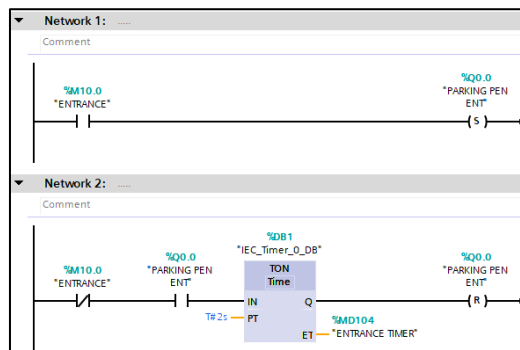 Network 1: .....
Comment
%M10.0
"ENTRANCE"
%Q0.0
"PARKING PEN
ENT"
S
Network 2: .....
Comment
%M10.0
"ENTRANCE"
%Q0.0
"PARKING PEN
ENT"
%DB1
"IEC_Timer_0_DB"
TON
Time
IN
Q
T#2s
PT
ET
%MD104
"ENTRANCE TIMER"
%Q0.0
"PARKING PEN
ENT"
R